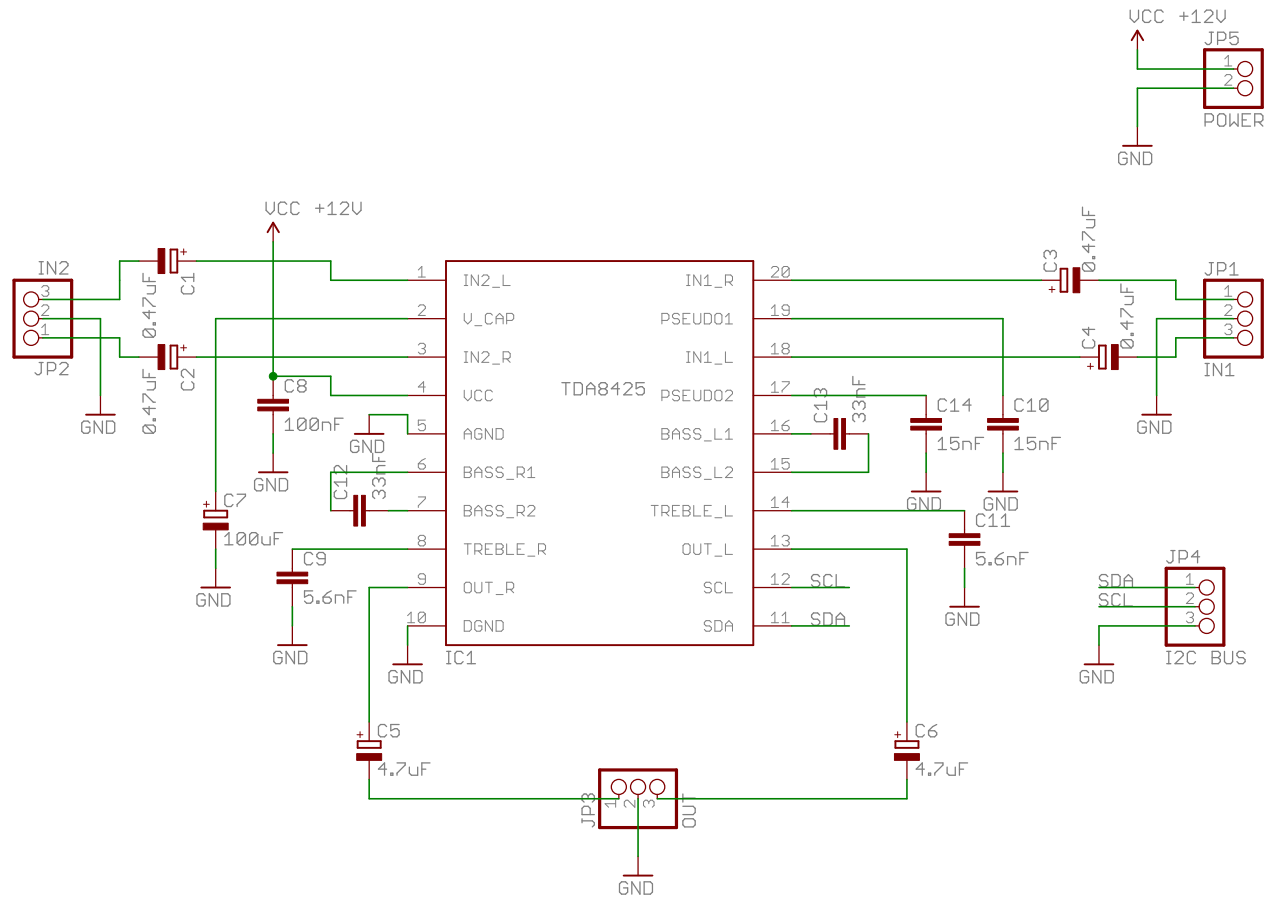 VCC +12V
JP5
1
2
POWER
GND
VCC +12V
IN2
3
2
1
JP2
GND
C1
0.47uF
C2
0.47uF
C8
100nF
GND
GND
C7
100uF
GND
C12
33nF
C9
5.6nF
GND
GND
1 IN2_L
2 V_CAP
3 IN2_R
4 VCC
5 AGND
6 BASS_R1
7 BASS_R2
8 TREBLE_R
9 OUT_R
10 DGND
TDA8425
IC1
IN1_R 20
PSEUDO1 19
IN1_L 18
PSEUDO2 17
BASS_L1 16
BASS_L2 15
TREBLE_L 14
OUT_L 13
SCL 12 SCL
SDA 11 SDA
C13
33nF
C14
15nF
GND
C10
15nF
GND
C11
5.6nF
GND
C3
0.47uF
C4
0.47uF
JP1
1
2
3
IN1
GND
JP4
SDA 1
SCL 2
3
I2C BUS
GND
C5
4.7uF
C6
4.7uF
JP3
1
2
3
OUT
GND